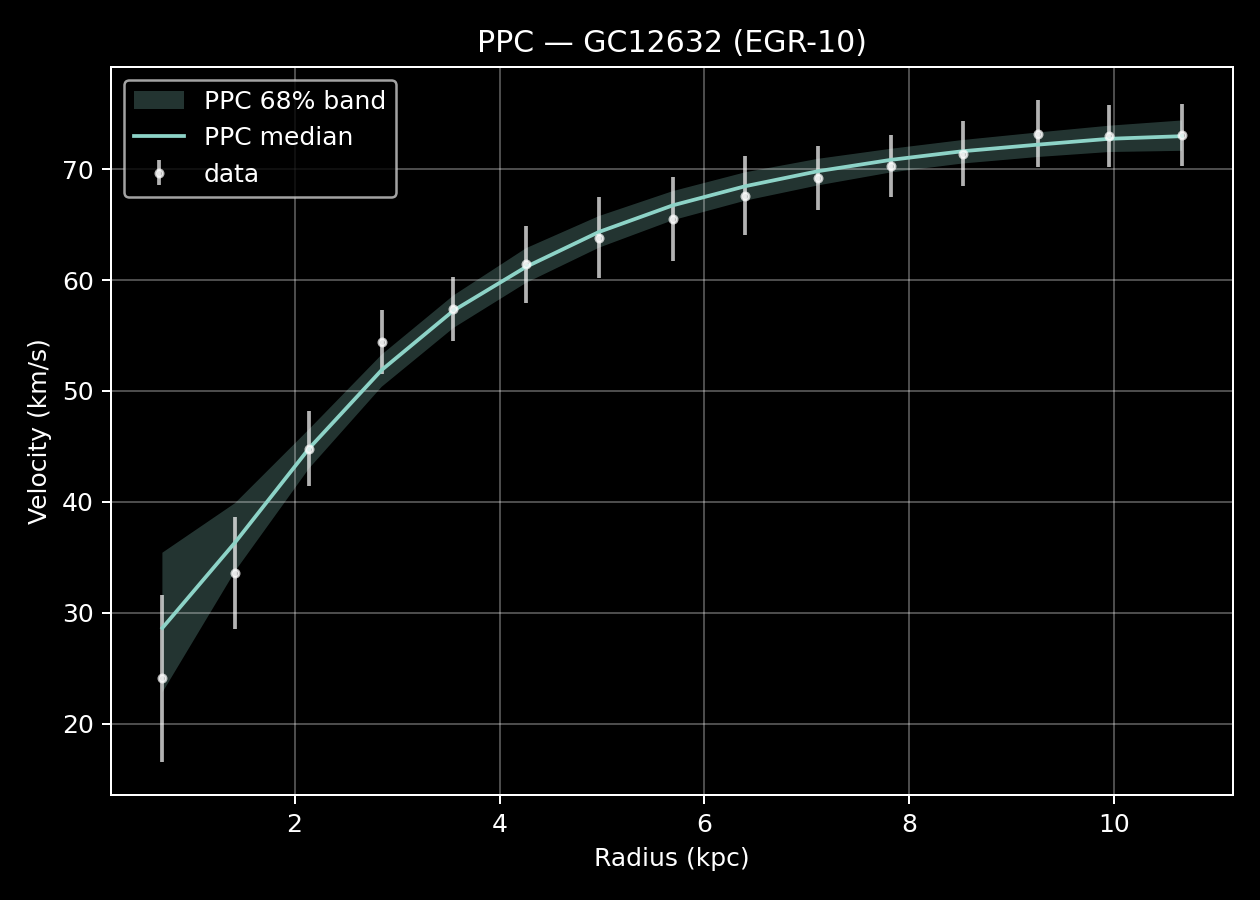 PPC — GC12632 (EGR-10)
PPC 68% band
PPC median
data
Velocity (km/s)
70
60
50
40
30
20
2
4
6
8
10
Radius (kpc)